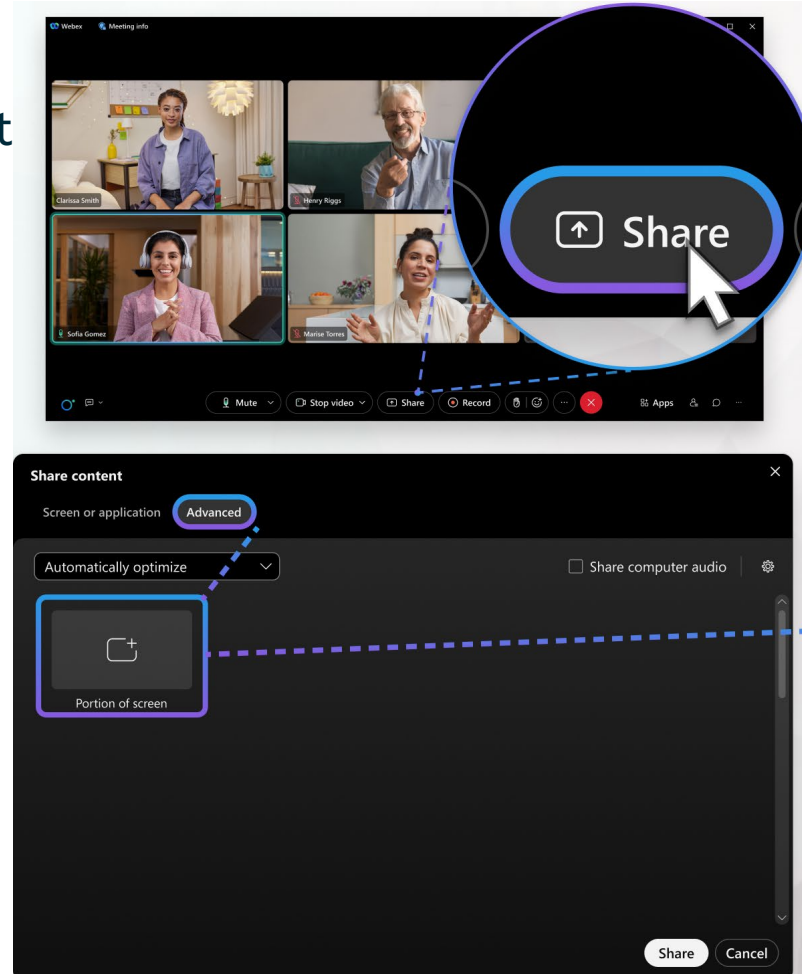 Webex Meeting info
t
Clarissa Smith
Henry Riggs
Share
Sofia Gomez
Marise Torres
Mute Stop video Share Record Apps
Share content
Screen or application Advanced
Automatically optimize Share computer audio
Portion of screen
Share Cancel